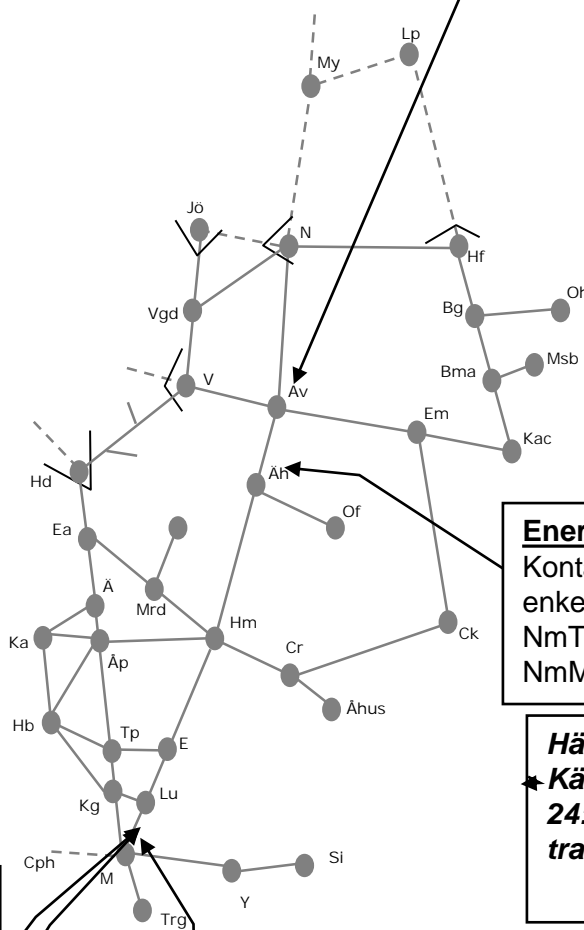 Lp
My
Jö
N
Hf
Vgd
Bg
Oh
V
Av
Bma
Msb
Em
Kac
Hd
Äh
Of
Ea
Ener
Kont
enke
NmT
NmM
Ä
Mrd
Hm
Ka
Åp
Cr
Ck
Åhus
Hb
Tp
E
Hä
Kä
24:
tra
Kg
Lu
Cph
M
Si
Y
Trg